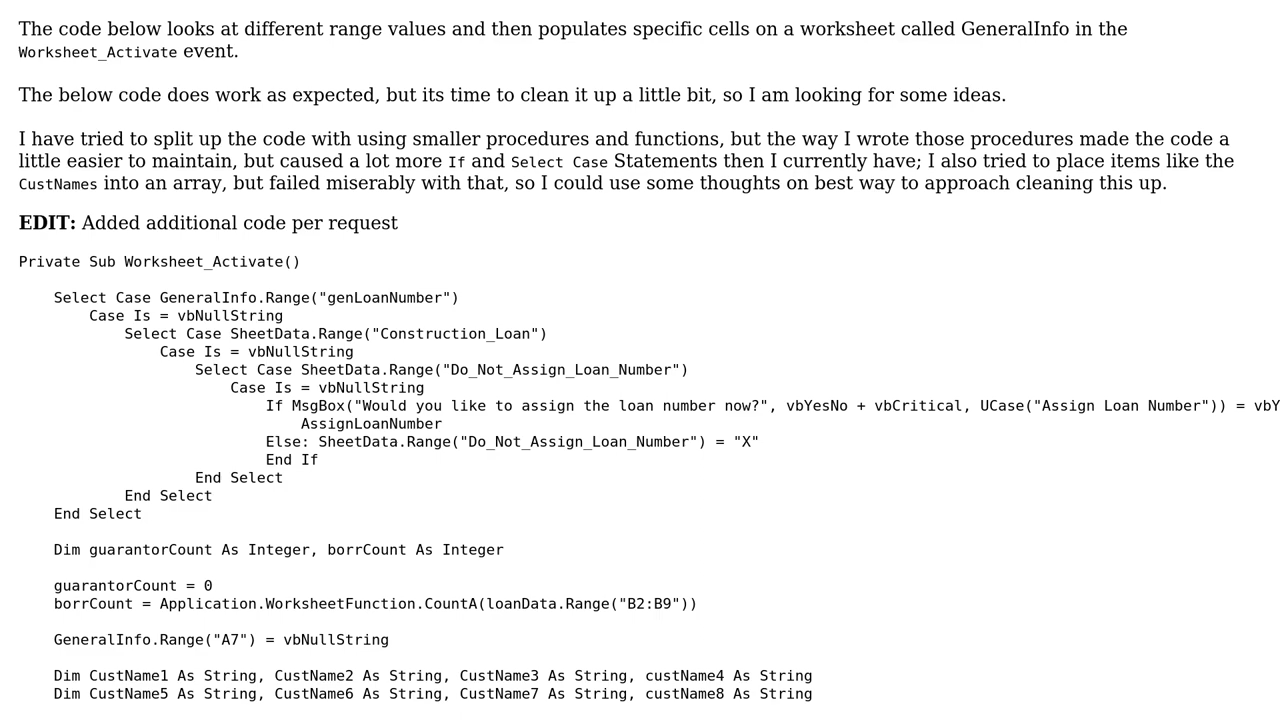 The code below looks at different range values and then populates specific cells on a worksheet called GeneralInfo in the
Worksheet_Activate event.
The below code does work as expected, but its time to clean it up a little bit, so I am looking for some ideas.
I have tried to split up the code with using smaller procedures and functions, but the way I wrote those procedures made the code a
little easier to maintain, but caused a lot more If and Select Case Statements then I currently have; I also tried to place items like the
CustNames into an array, but failed miserably with that, so I could use some thoughts on best way to approach cleaning this up.
EDIT: Added additional code per request
Private Sub Worksheet_Activate()
    Select Case GeneralInfo.Range("genLoanNumber")
        Case Is = vbNullString
            Select Case SheetData.Range("Construction_Loan")
                Case Is = vbNullString
                    Select Case SheetData.Range("Do_Not_Assign_Loan_Number")
                        Case Is = vbNullString
                            If MsgBox("Would you like to assign the loan number now?", vbYesNo + vbCritical, UCase("Assign Loan Number")) = vbY
                                AssignLoanNumber
                            Else: SheetData.Range("Do_Not_Assign_Loan_Number") = "X"
                            End If
                    End Select
            End Select
    End Select
    Dim guarantorCount As Integer, borrCount As Integer
    guarantorCount = 0
    borrCount = Application.WorksheetFunction.CountA(loanData.Range("B2:B9"))
    GeneralInfo.Range("A7") = vbNullString
    Dim CustName1 As String, CustName2 As String, CustName3 As String, custName4 As String
    Dim CustName5 As String, CustName6 As String, CustName7 As String, custName8 As String